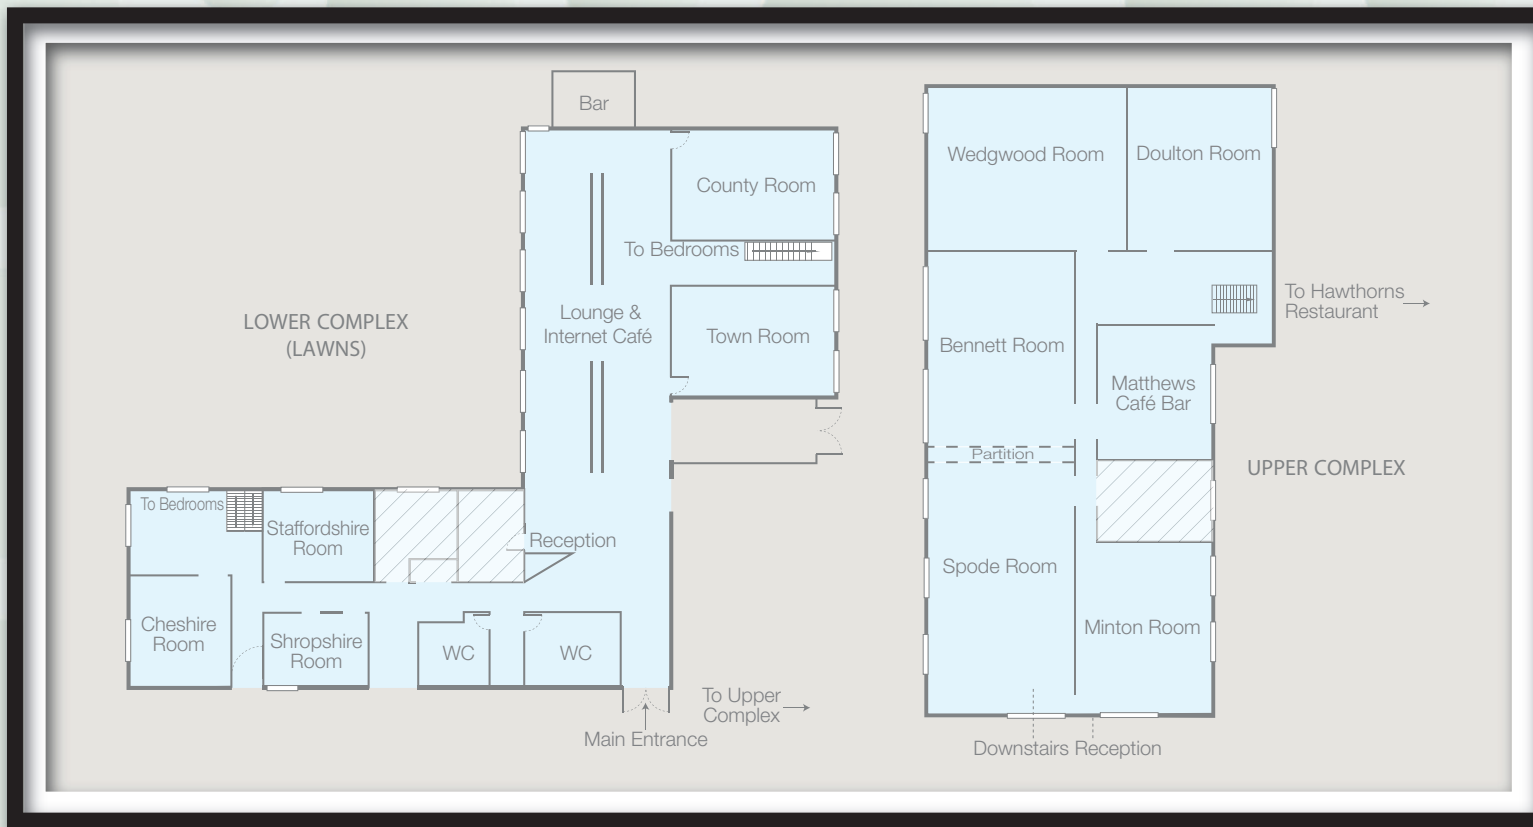 Bar
County Room
To Bedrooms
LOWER COMPLEX
(LAWNS)
Lounge &
Internet Café
Town Room
To Bedrooms
Staffordshire
Room
Reception
Cheshire
Room
Shropshire
Room
WC
WC
To Upper
Complex
Main Entrance
Wedgwood Room
Doulton Room
To Hawthorns
Restaurant
Bennett Room
Matthews
Café Bar
Partition
UPPER COMPLEX
Spode Room
Minton Room
Downstairs Reception